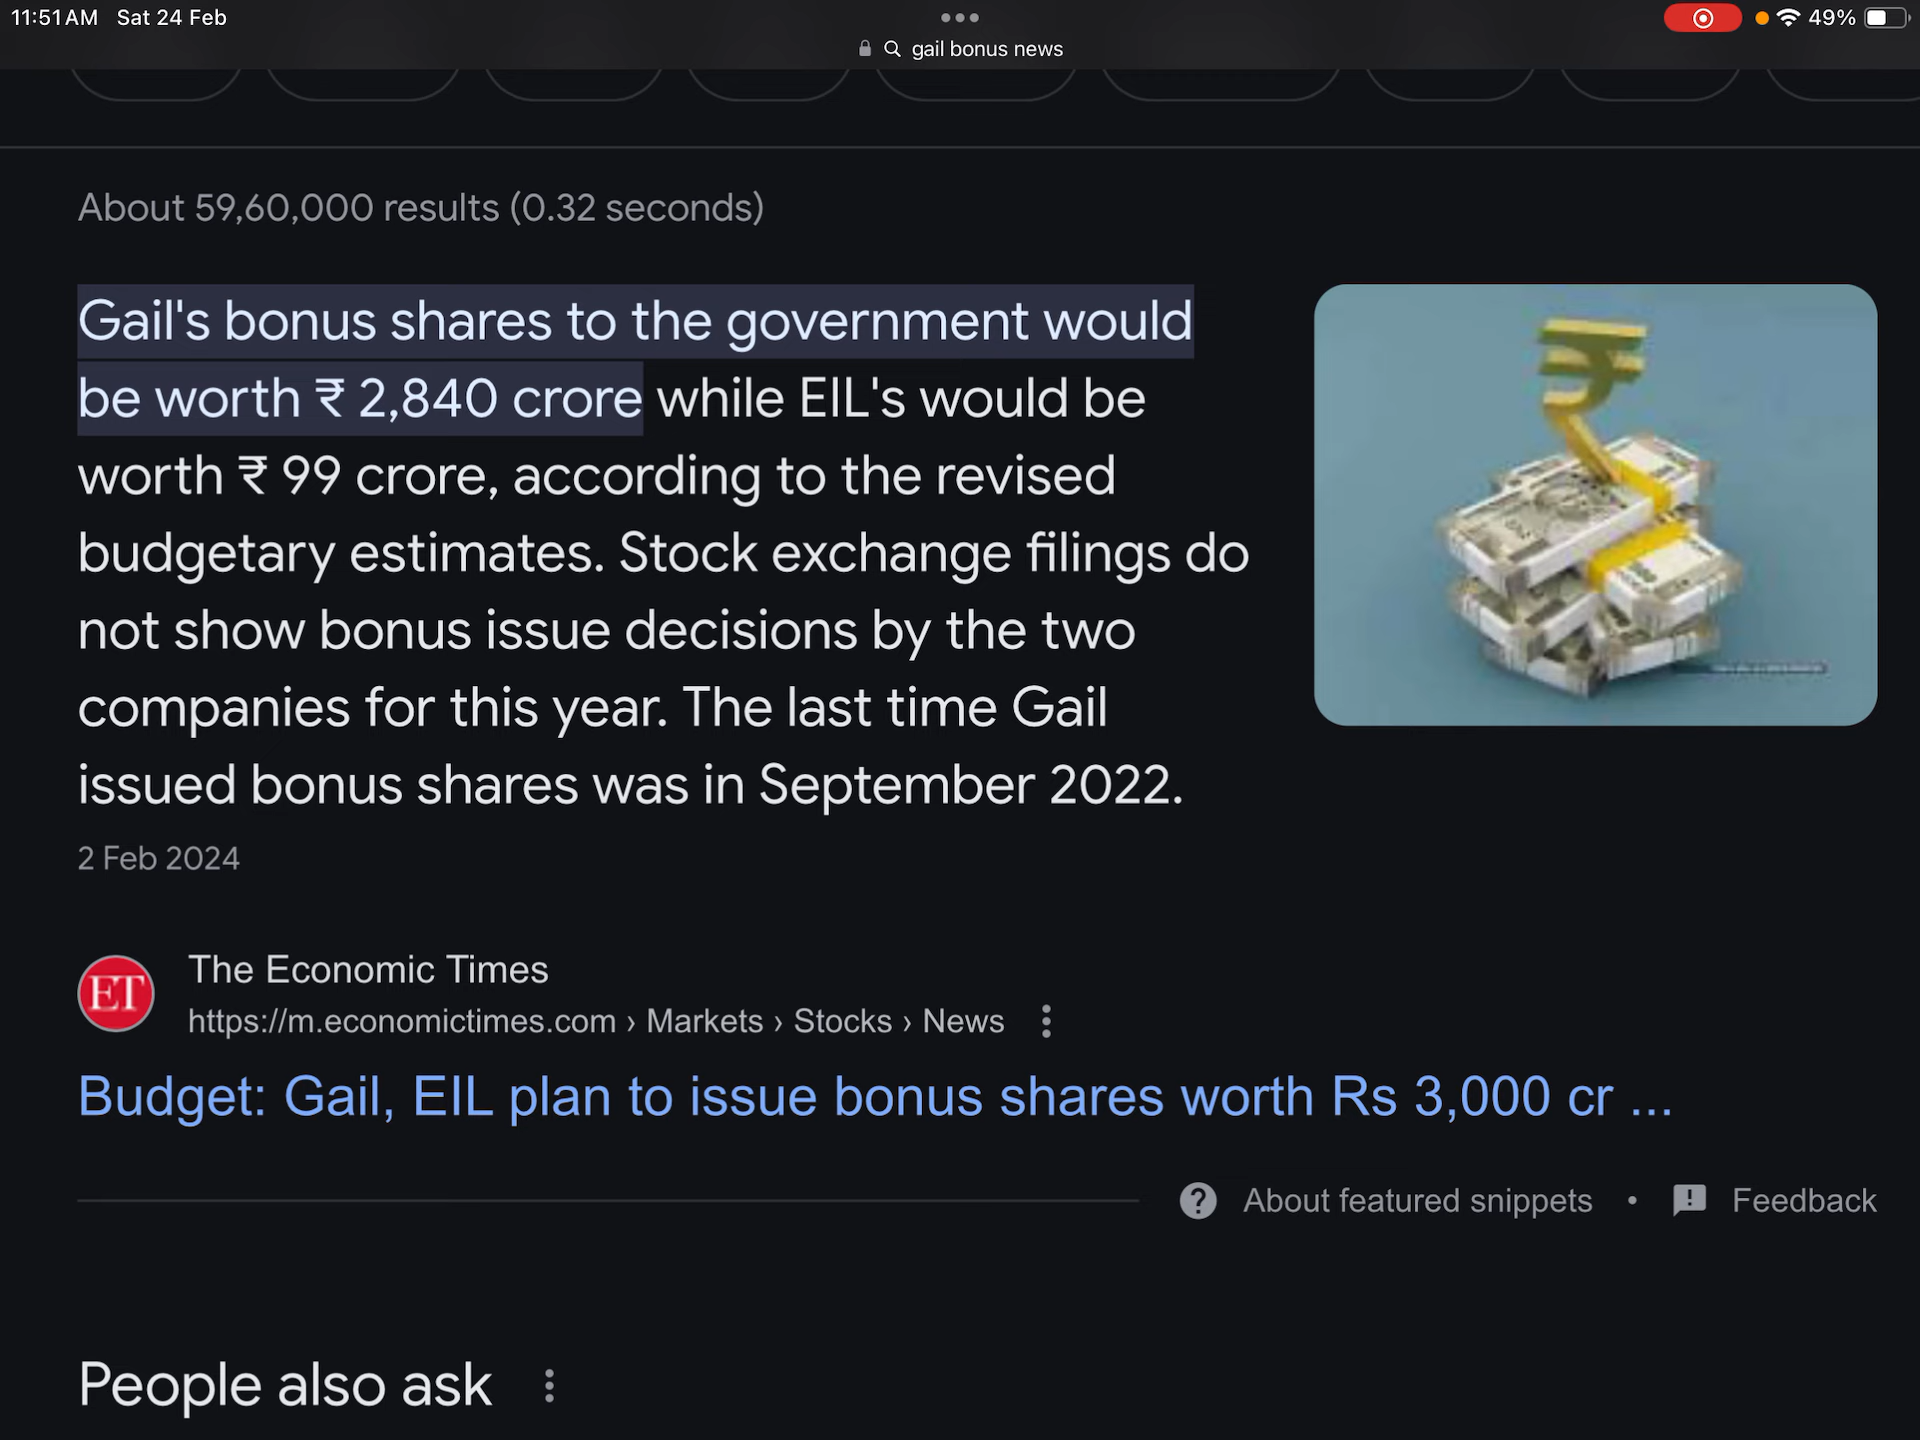 11:51 AM Sat 24 Feb
49%
gail bonus news
About 59,60,000 results (0.32 seconds)
Gail's bonus shares to the government would
be worth ₹ 2,840 crore while EIL's would be
worth ₹ 99 crore, according to the revised
budgetary estimates. Stock exchange filings do
not show bonus issue decisions by the two
companies for this year. The last time Gail
issued bonus shares was in September 2022.
2 Feb 2024
ET
The Economic Times
https://m.economictimes.com › Markets › Stocks › News
Budget: Gail, EIL plan to issue bonus shares worth Rs 3,000 cr ...
About featured snippets • Feedback
People also ask